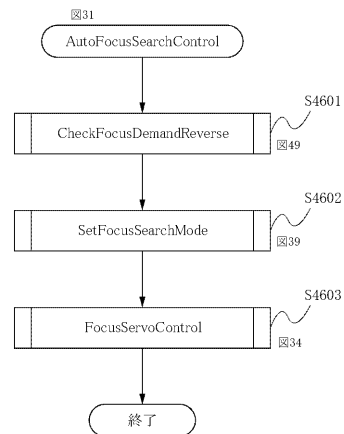 図31
AutoFocusSearchControl
S4601
CheckFocusDemandReverse
図49
S4602
SetFocusSearchMode
図39
S4603
FocusServoControl
図34
終了